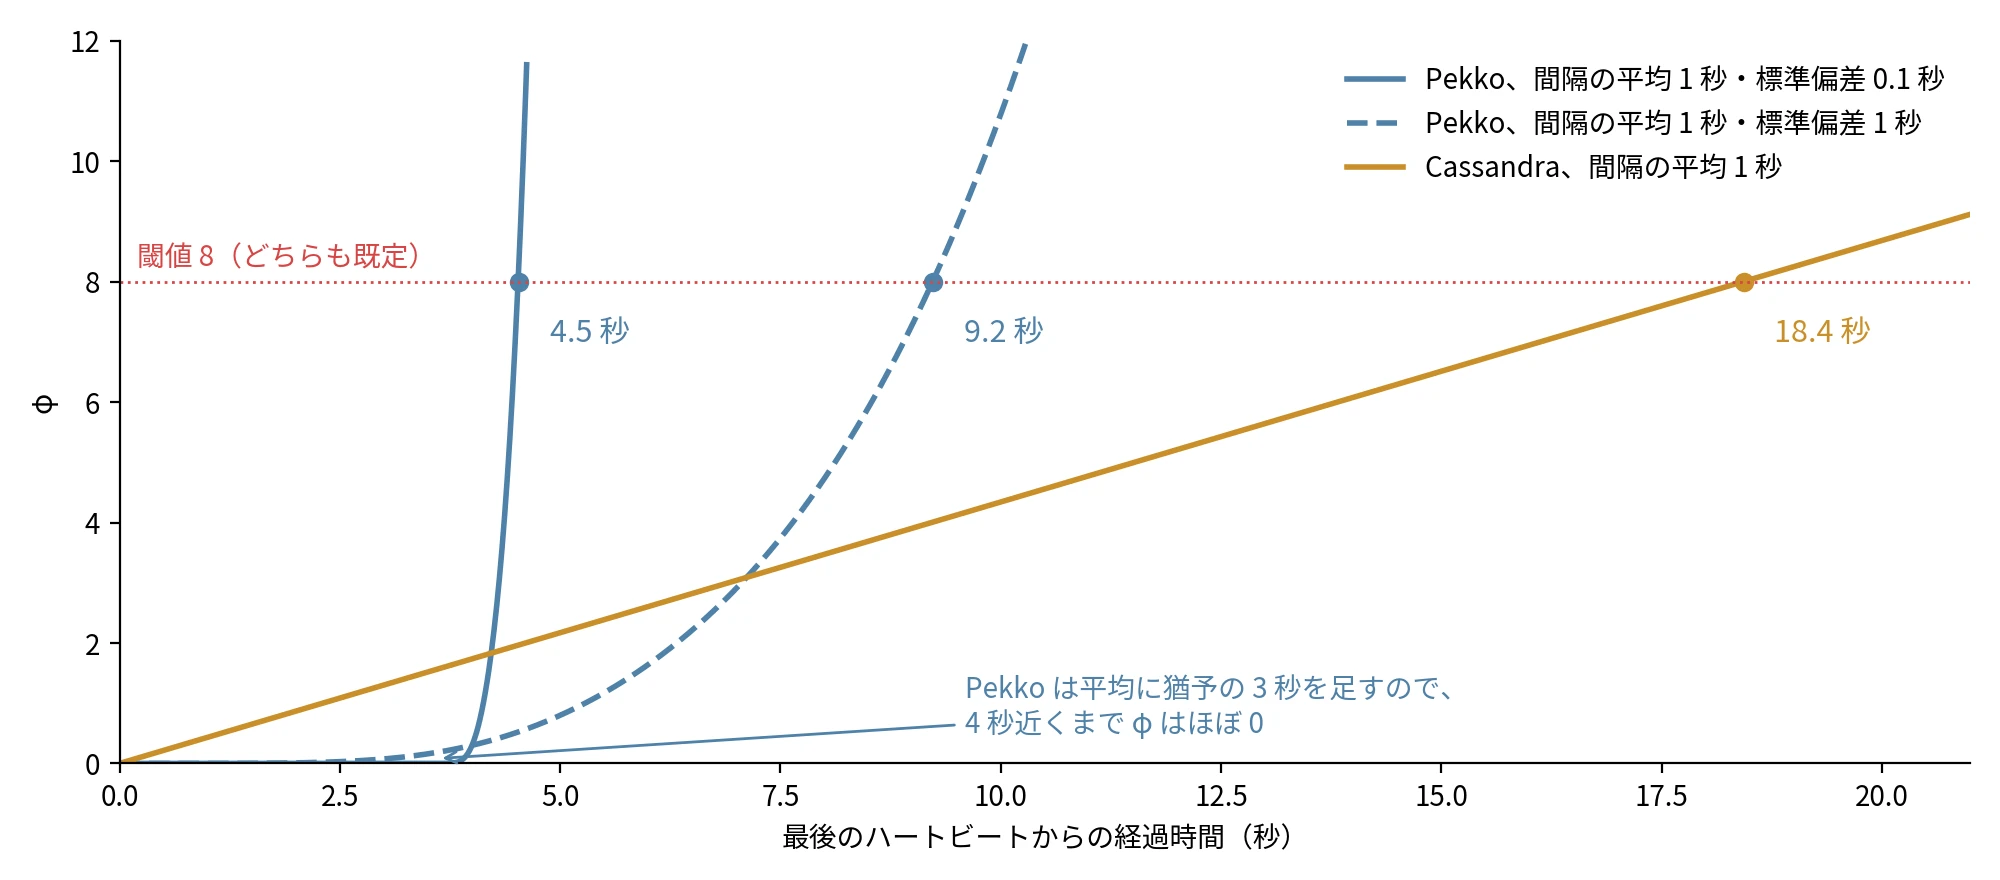 12
10
8
6
4
2
0
φ
Pekko、間隔の平均 1 秒・標準偏差 0.1 秒
Pekko、間隔の平均 1 秒・標準偏差 1 秒
Cassandra、間隔の平均 1 秒
閾値 8（どちらも既定）
4.5 秒
9.2 秒
18.4 秒
Pekko は平均に猶予の 3 秒を足すので、
4 秒近くまで φ はほぼ 0
0.0
2.5
5.0
7.5
10.0
12.5
15.0
17.5
20.0
最後のハートビートからの経過時間（秒）